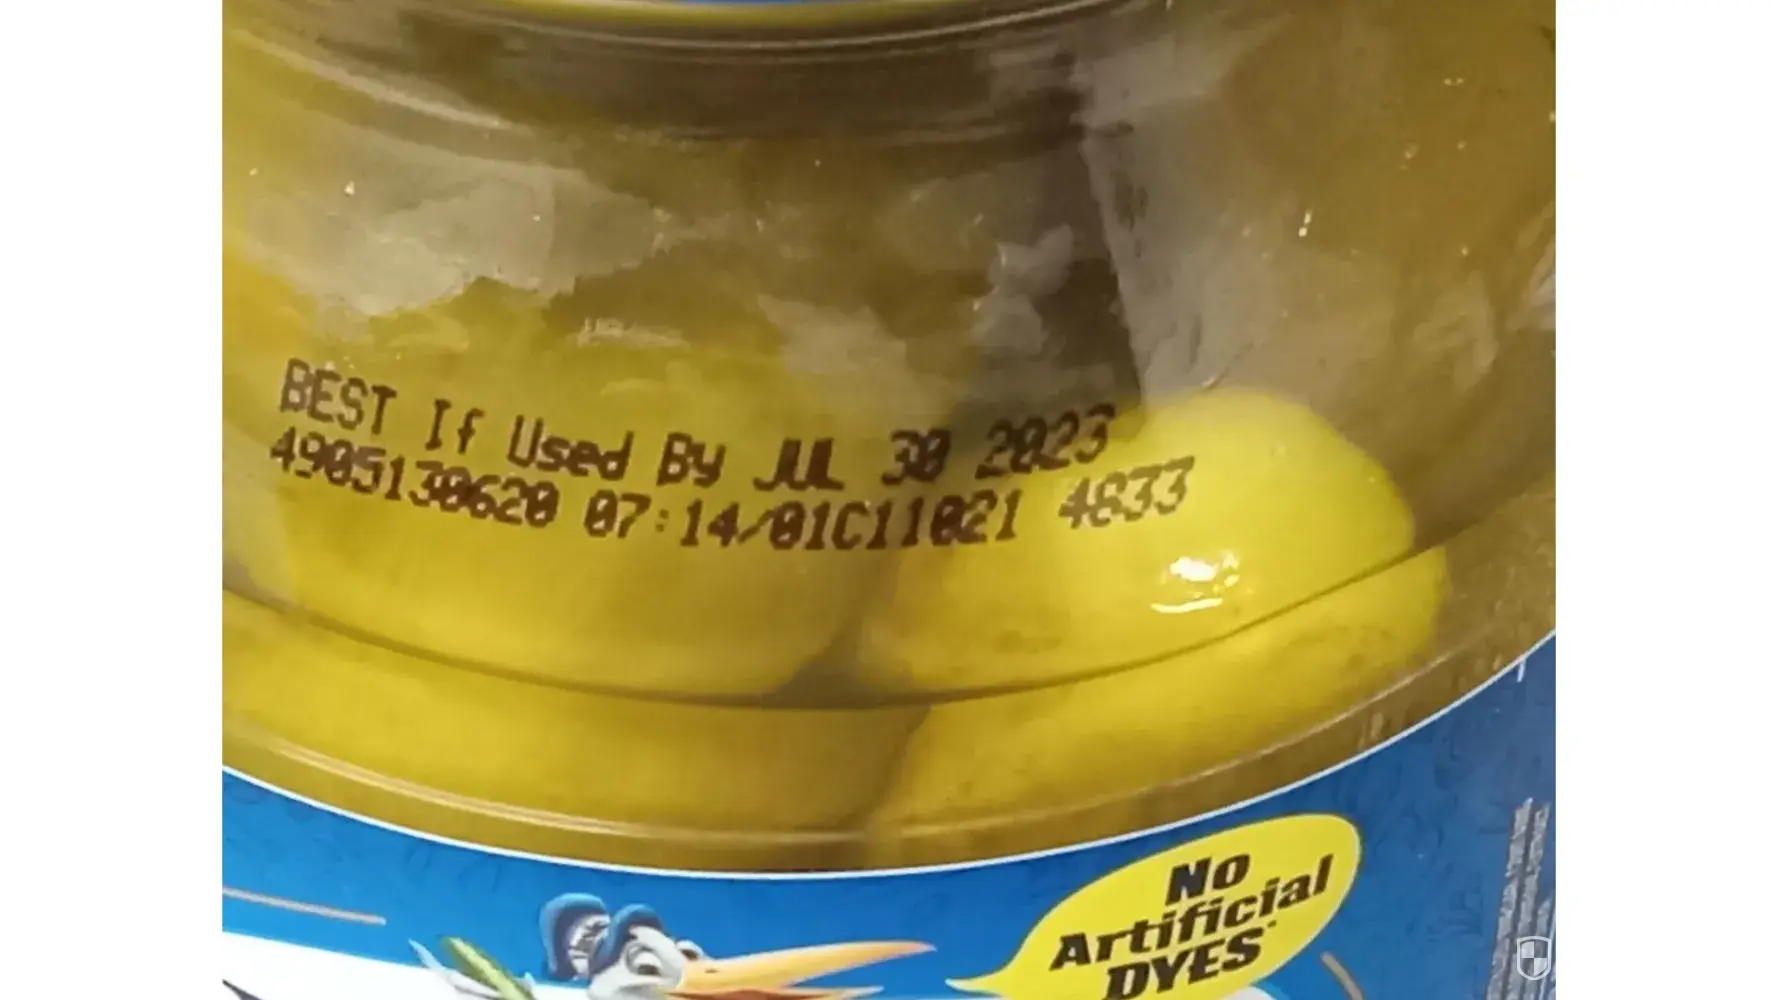 BEST If Used By JUL 30 2023
4905130620 07:14/01C11021 4833
No
Artificial
DYES